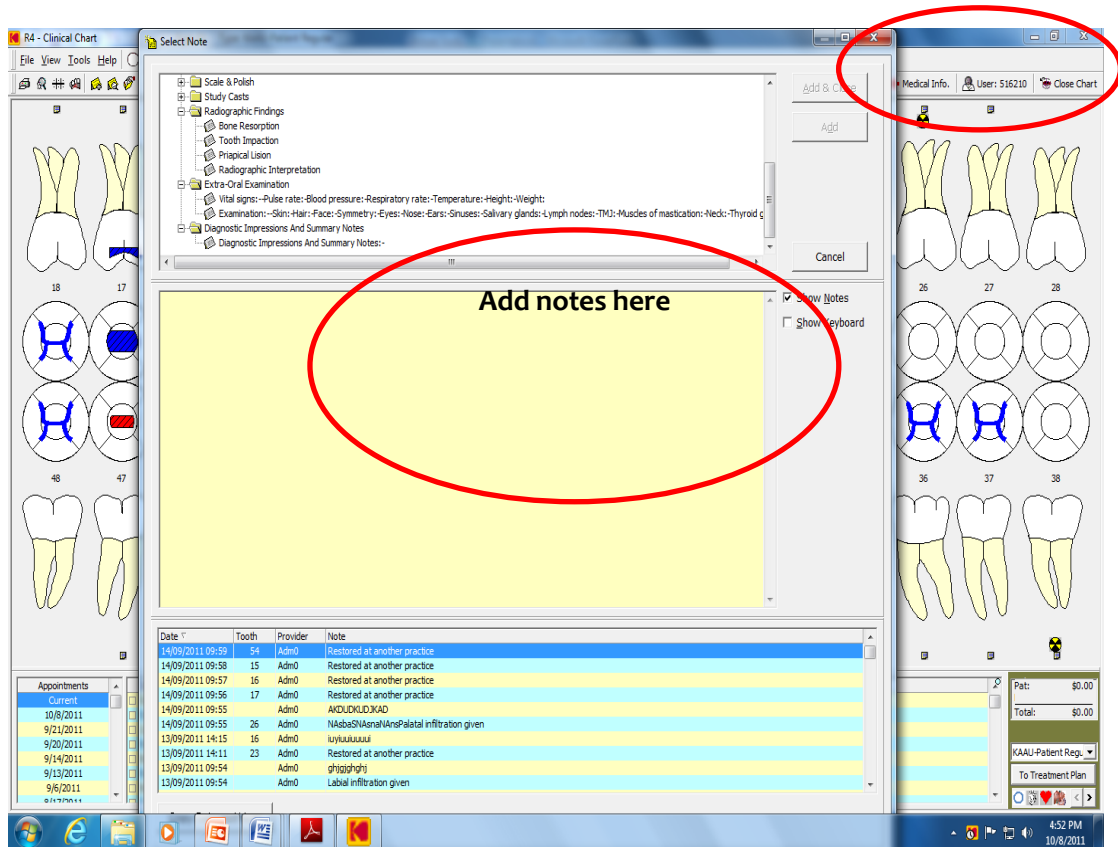 R4 - Clinical Chart
Select Note
File View Tools Help
Medical Info.
User: 516210
Close Chart
Scale & Polish
Study Casts
Radiographic Findings
Bone Resorption
Tooth Impaction
Priapical Lision
Radiographic Interpretation
Extra-Oral Examination
Vital signs:--Pulse rate:-Blood pressure:-Respiratory rate:-Temperature:-Height:-Weight:
Examination:--Skin:-Hair:-Face:-Symmetry:-Eyes:-Nose:-Ears:-Sinuses:-Salivary glands:-Lymph nodes:-TMJ:-Muscles of mastication:-Neck:-Thyroid g
Diagnostic Impressions And Summary Notes
Diagnostic Impressions And Summary Notes:-
Add & Close
Add
Cancel
18 17
26 27 28
Add notes here
Show Notes
Show Keyboard
48 47
36 37 38
Date Tooth Provider Note
14/09/2011 09:59 54 Adm0 Restored at another practice
14/09/2011 09:58 15 Adm0 Restored at another practice
14/09/2011 09:57 16 Adm0 Restored at another practice
14/09/2011 09:56 17 Adm0 Restored at another practice
14/09/2011 09:55 Adm0 AKDUDKUDJKAD
14/09/2011 09:55 26 Adm0 NAsbaSNAsnaNAnsPalatal infiltration given
13/09/2011 14:15 16 Adm0 iuyiuuiuuui
13/09/2011 14:11 23 Adm0 Restored at another practice
13/09/2011 09:54 Adm0 ghjgjghghj
13/09/2011 09:54 Adm0 Labial infiltration given
Appointments
Current
10/8/2011
9/21/2011
9/20/2011
9/14/2011
9/13/2011
9/6/2011
8/17/2011
Pat: $0.00
Total: $0.00
KAAU-Patient Regu
To Treatment Plan
4:52 PM
10/8/2011